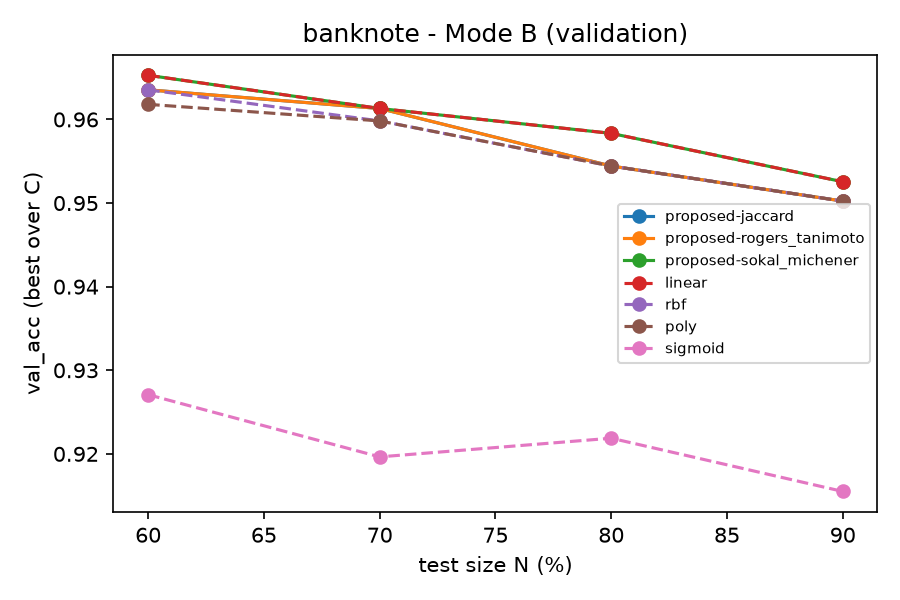 banknote - Mode B (validation)
val_acc (best over C)
0.96
0.95
0.94
0.93
0.92
proposed-jaccard
proposed-rogers_tanimoto
proposed-sokal_michener
linear
rbf
poly
sigmoid
60 65 70 75 80 85 90
test size N (%)